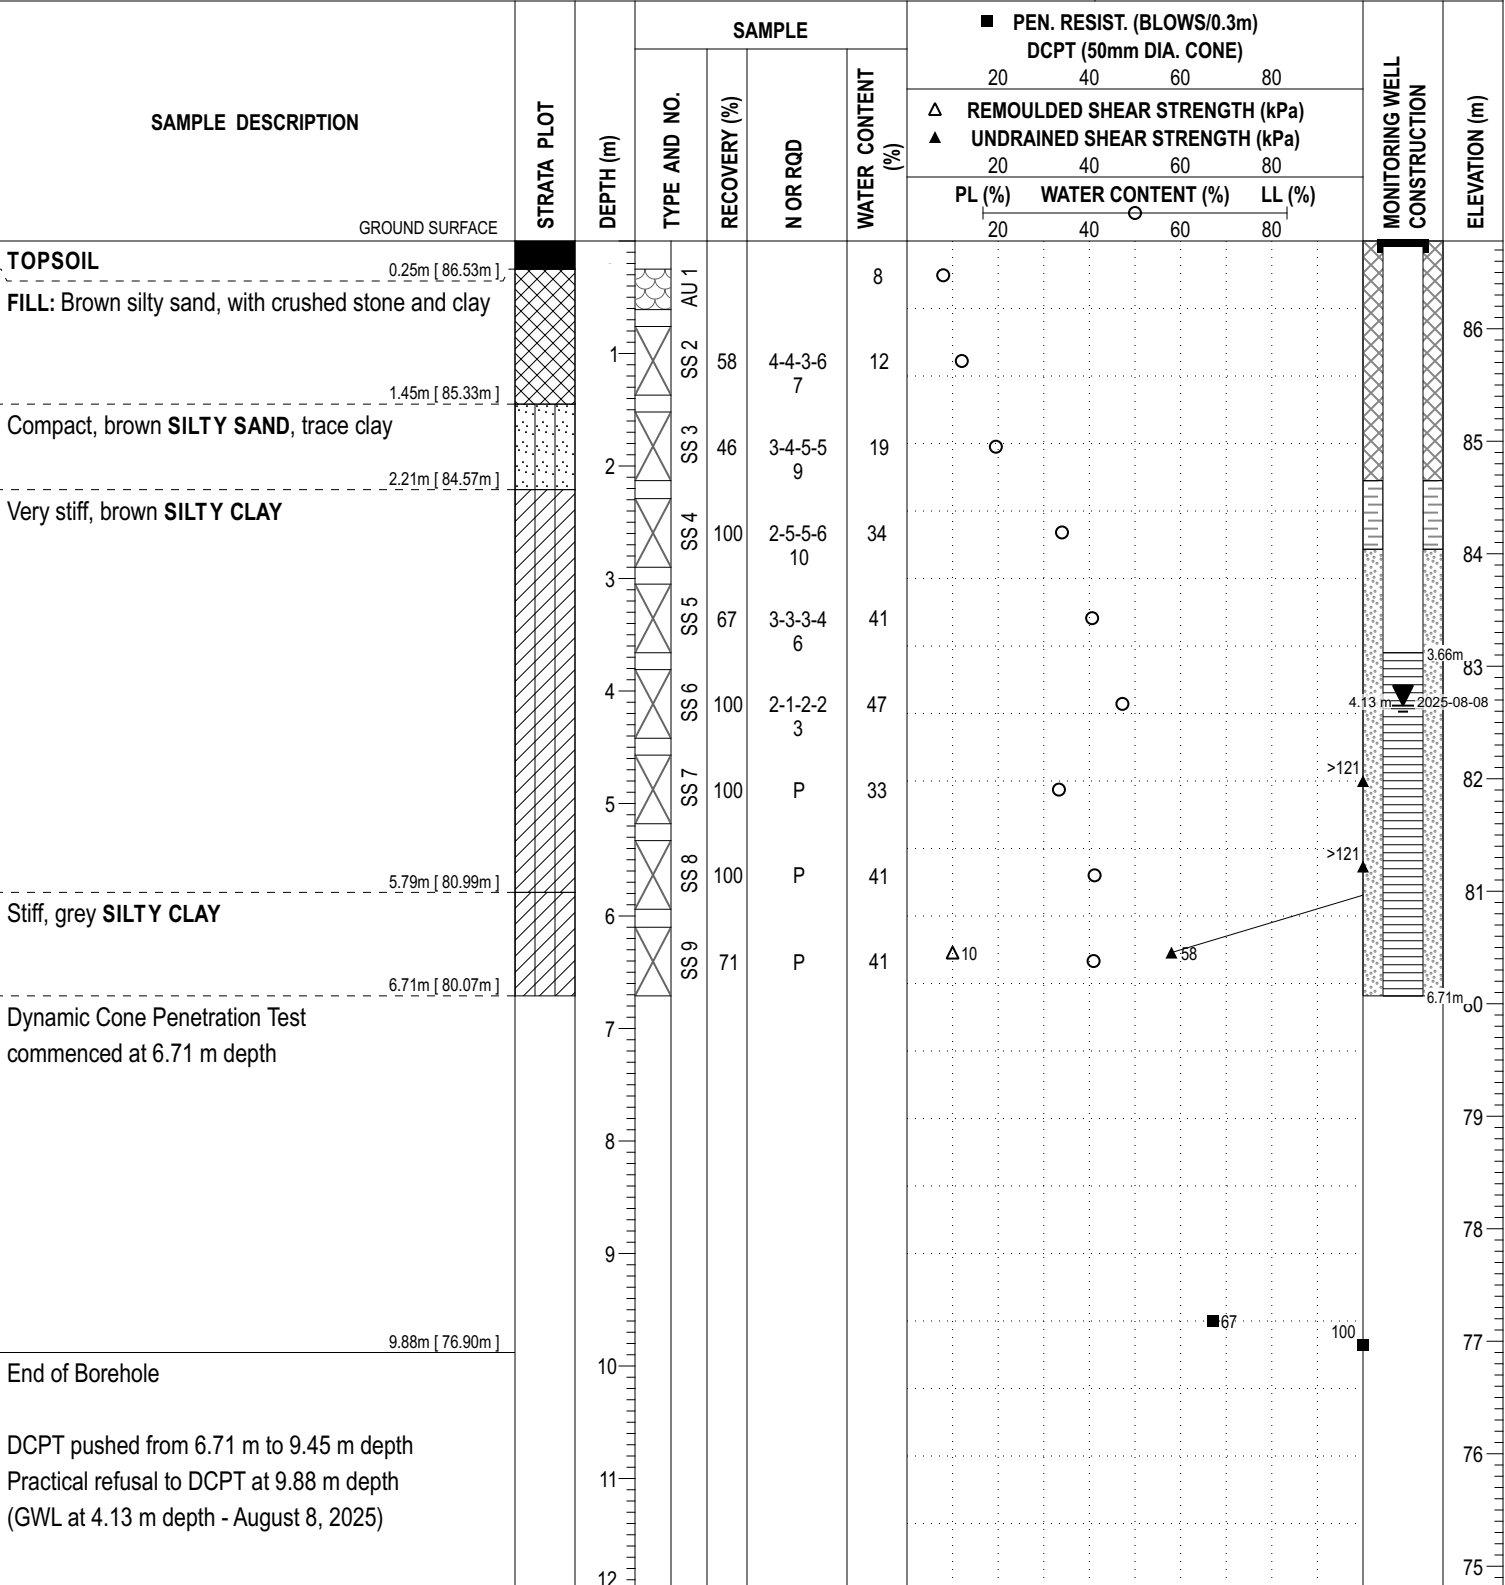 SAMPLE DESCRIPTION
GROUND SURFACE
STRATA PLOT
DEPTH (m)
SAMPLE
TYPE AND NO.
RECOVERY (%)
N OR RQD
WATER CONTENT
(%)
PEN. RESIST. (BLOWS/0.3m)
DCPT (50mm DIA. CONE)
20 40 60 80
REMOULDED SHEAR STRENGTH (kPa)
UNDRAINED SHEAR STRENGTH (kPa)
20 40 60 80
PL (%) WATER CONTENT (%) LL (%)
20 40 60 80
MONITORING WELL
CONSTRUCTION
ELEVATION (m)
TOPSOIL
0.25m [ 86.53m ]
AU 1
8
FILL: Brown silty sand, with crushed stone and clay
86
1
SS 2
58
4-4-3-6
7
12
1.45m [ 85.33m ]
Compact, brown SILTY SAND, trace clay
SS 3
46
3-4-5-5
9
19
85
2
2.21m [ 84.57m ]
Very stiff, brown SILTY CLAY
SS 4
100
2-5-5-6
10
34
84
3
SS 5
67
3-3-3-4
6
41
3.66m
83
4
SS 6
100
2-1-2-2
3
47
4.13 m 2025-08-08
>121
82
SS 7
100
P
33
5
>121
SS 8
100
P
41
5.79m [ 80.99m ]
81
Stiff, grey SILTY CLAY
6
SS 9
71
P
41
10
58
6.71m [ 80.07m ]
6.71m
80
Dynamic Cone Penetration Test
commenced at 6.71 m depth
7
79
8
78
9
67
100
77
9.88m [ 76.90m ]
10
End of Borehole
DCPT pushed from 6.71 m to 9.45 m depth
76
Practical refusal to DCPT at 9.88 m depth
11
(GWL at 4.13 m depth - August 8, 2025)
75
12